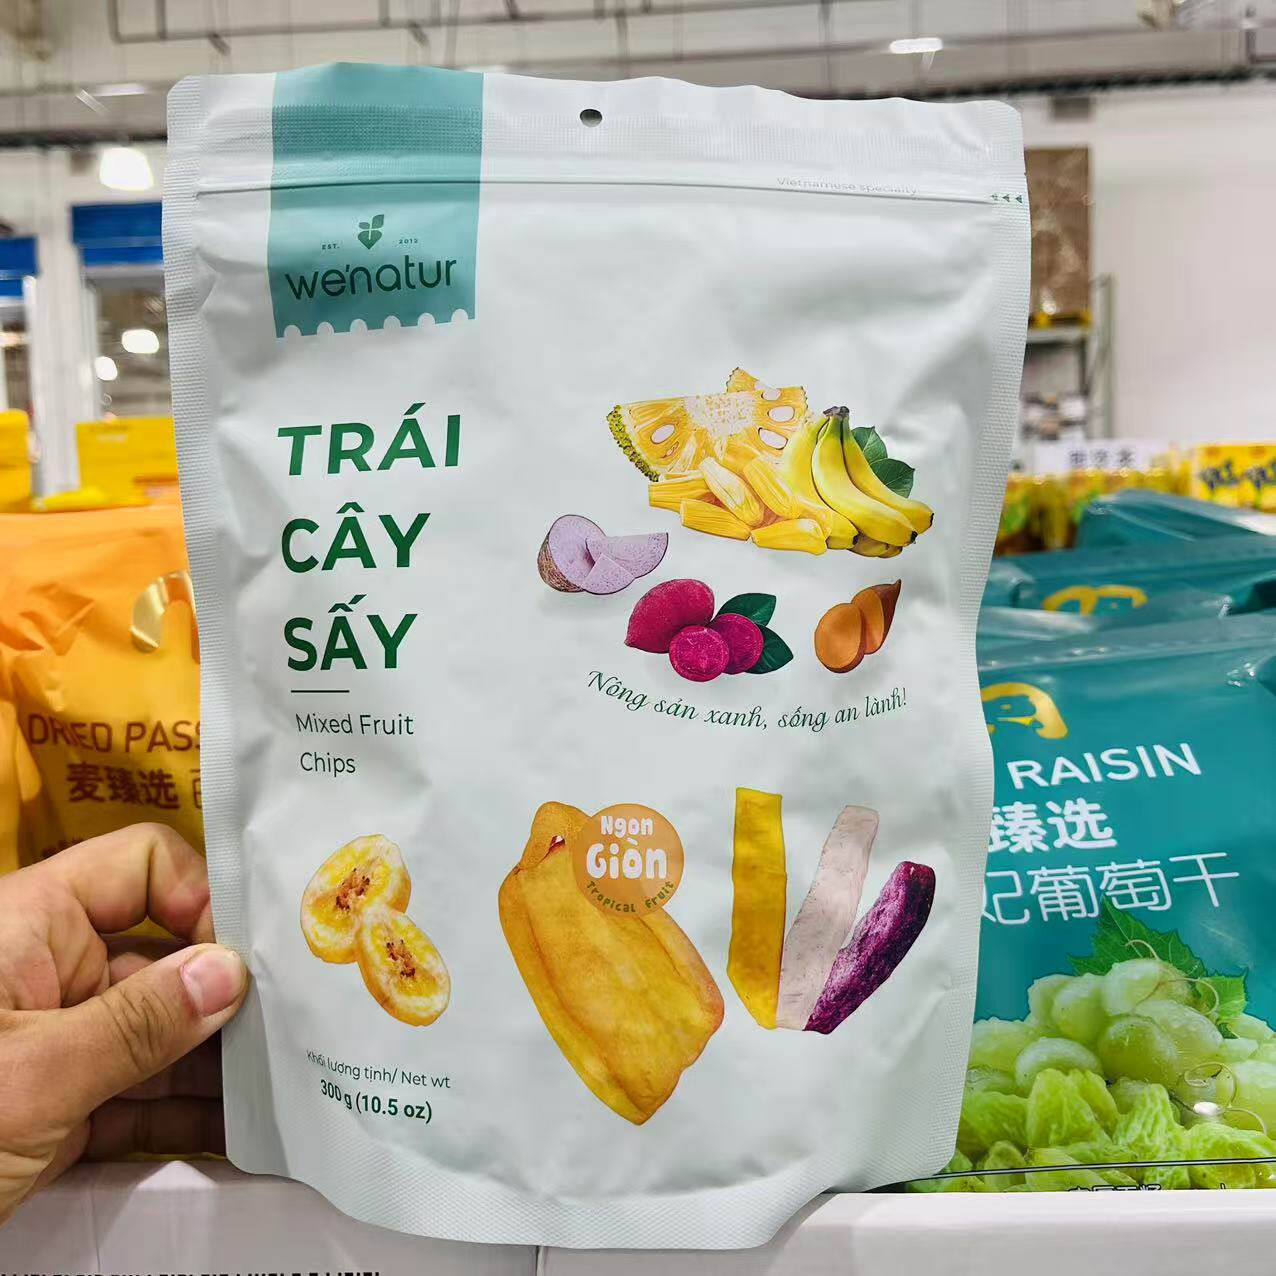 Vietnamese specialty
EST. 2012
we'natur
TRÁI
CÂY
SẤY
Mixed Fruit
Chips
Nông sản xanh, sống an lành!
Ngon
Giòn
Tropical Fruit
Khối lượng tịnh/ Net wt
300g (10.5 oz)
DRIED PASS
麦臻选
RAISIN
臻选
葡萄干